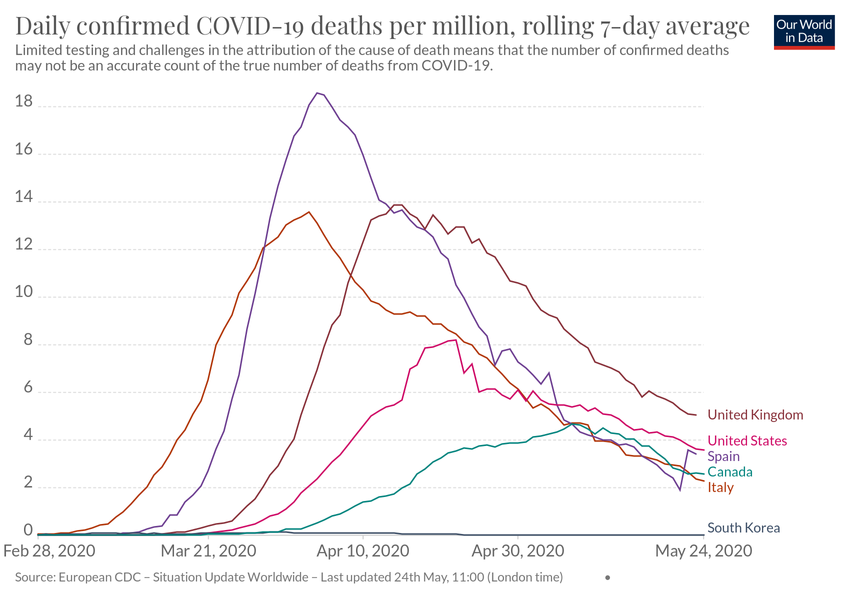 Daily confirmed COVID-19 deaths per million, rolling 7-day average
Our World
in Data
Limited testing and challenges in the attribution of the cause of death means that the number of confirmed deaths
may not be an accurate count of the true number of deaths from COVID-19.
18
16
14
12
10
8
6
4
2
0
United Kingdom
United States
Spain
Canada
Italy
South Korea
Feb 28, 2020 Mar 21, 2020 Apr 10, 2020 Apr 30, 2020 May 24, 2020
Source: European CDC – Situation Update Worldwide – Last updated 24th May, 11:00 (London time) •